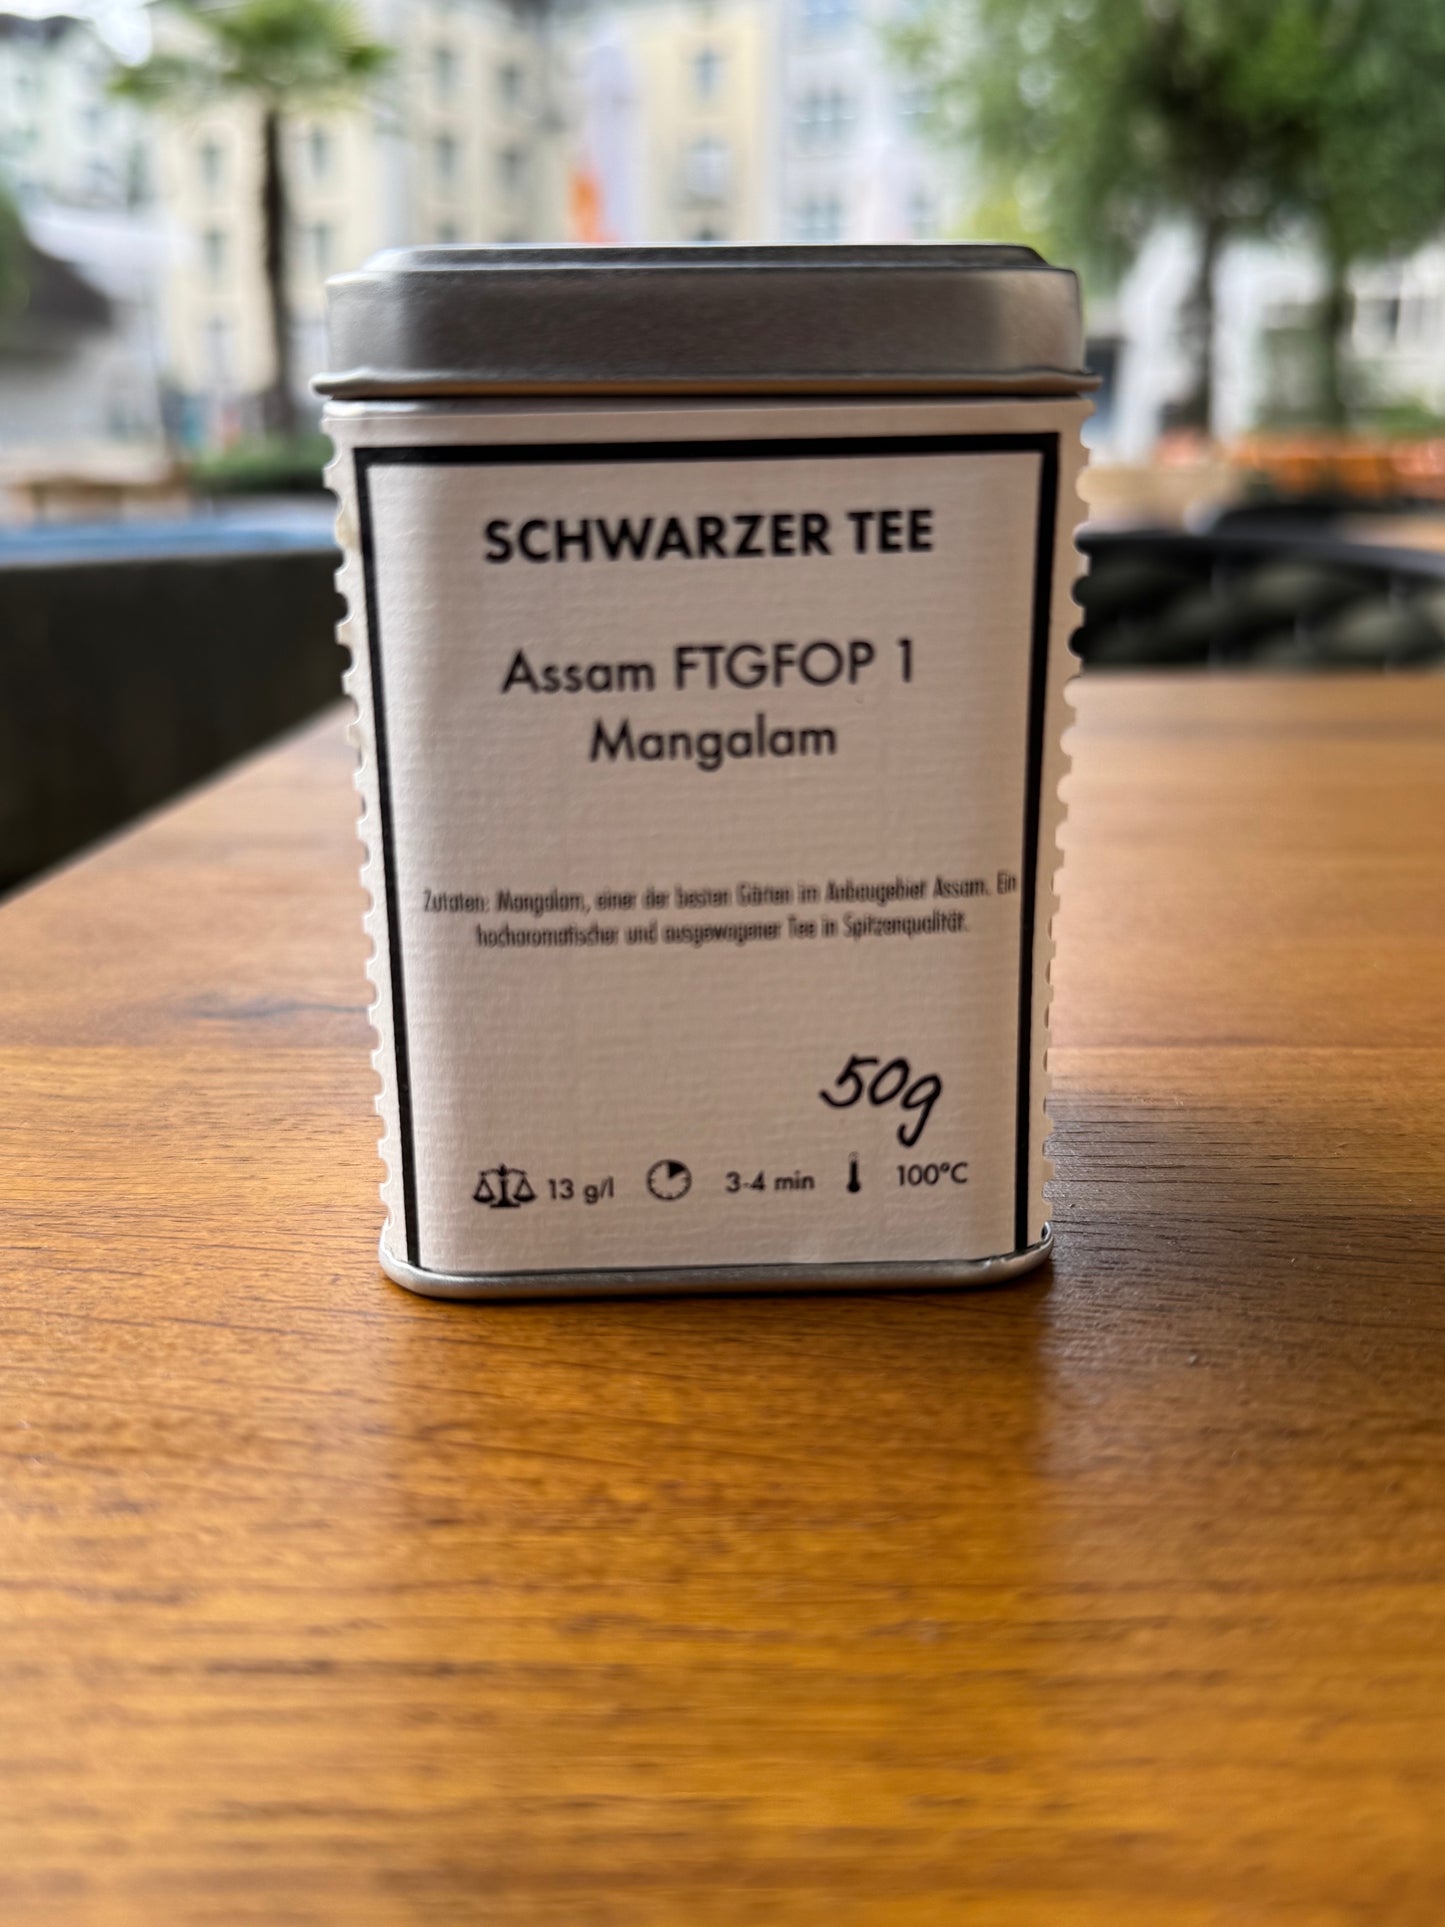 SCHWARZER TEE
Assam FTGFOP 1
Mangalam
Zutaten: Mangalam, einer der besten Gärten im Anbaugebiet Assam. Ein
hocharomatischer und ausgewogener Tee in Spitzenqualität.
50g
13 g/l 3-4 min 100°C